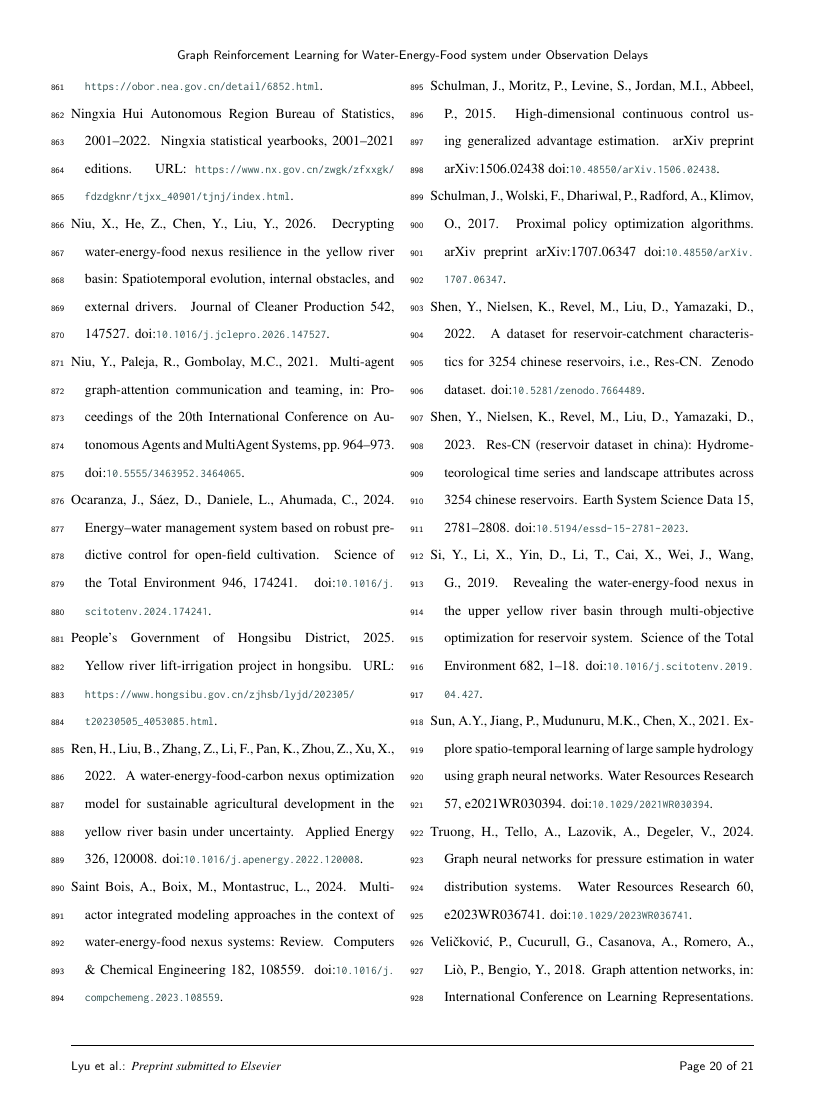 Graph Reinforcement Learning for Water-Energy-Food system under Observation Delays
861 https://obor.nea.gov.cn/detail/6852.html.
862 Ningxia Hui Autonomous Region Bureau of Statistics,
863 2001–2022. Ningxia statistical yearbooks, 2001–2021
864 editions. URL: https://www.nx.gov.cn/zwgk/zfxxgk/
865 fdzdgknr/tjxx_40901/tjnj/index.html.
866 Niu, X., He, Z., Chen, Y., Liu, Y., 2026. Decrypting
867 water-energy-food nexus resilience in the yellow river
868 basin: Spatiotemporal evolution, internal obstacles, and
869 external drivers. Journal of Cleaner Production 542,
870 147527. doi:10.1016/j.jclepro.2026.147527.
871 Niu, Y., Paleja, R., Gombolay, M.C., 2021. Multi-agent
872 graph-attention communication and teaming, in: Pro-
873 ceedings of the 20th International Conference on Au-
874 tonomous Agents and MultiAgent Systems, pp. 964–973.
875 doi:10.5555/3463952.3464065.
876 Ocaranza, J., Sáez, D., Daniele, L., Ahumada, C., 2024.
877 Energy–water management system based on robust pre-
878 dictive control for open-field cultivation. Science of
879 the Total Environment 946, 174241. doi:10.1016/j.
880 scitotenv.2024.174241.
881 People's Government of Hongsibu District, 2025.
882 Yellow river lift-irrigation project in hongsibu. URL:
883 https://www.hongsibu.gov.cn/zjhsb/lyjd/202305/
884 t20230505_4053085.html.
885 Ren, H., Liu, B., Zhang, Z., Li, F., Pan, K., Zhou, Z., Xu, X.,
886 2022. A water-energy-food-carbon nexus optimization
887 model for sustainable agricultural development in the
888 yellow river basin under uncertainty. Applied Energy
889 326, 120008. doi:10.1016/j.apenergy.2022.120008.
890 Saint Bois, A., Boix, M., Montastruc, L., 2024. Multi-
891 actor integrated modeling approaches in the context of
892 water-energy-food nexus systems: Review. Computers
893 & Chemical Engineering 182, 108559. doi:10.1016/j.
894 compchemeng.2023.108559.
895 Schulman, J., Moritz, P., Levine, S., Jordan, M.I., Abbeel,
896 P., 2015. High-dimensional continuous control us-
897 ing generalized advantage estimation. arXiv preprint
898 arXiv:1506.02438 doi:10.48550/arXiv.1506.02438.
899 Schulman, J., Wolski, F., Dhariwal, P., Radford, A., Klimov,
900 O., 2017. Proximal policy optimization algorithms.
901 arXiv preprint arXiv:1707.06347 doi:10.48550/arXiv.
902 1707.06347.
903 Shen, Y., Nielsen, K., Revel, M., Liu, D., Yamazaki, D.,
904 2022. A dataset for reservoir-catchment characteris-
905 tics for 3254 chinese reservoirs, i.e., Res-CN. Zenodo
906 dataset. doi:10.5281/zenodo.7664489.
907 Shen, Y., Nielsen, K., Revel, M., Liu, D., Yamazaki, D.,
908 2023. Res-CN (reservoir dataset in china): Hydrome-
909 teorological time series and landscape attributes across
910 3254 chinese reservoirs. Earth System Science Data 15,
911 2781–2808. doi:10.5194/essd-15-2781-2023.
912 Si, Y., Li, X., Yin, D., Li, T., Cai, X., Wei, J., Wang,
913 G., 2019. Revealing the water-energy-food nexus in
914 the upper yellow river basin through multi-objective
915 optimization for reservoir system. Science of the Total
916 Environment 682, 1–18. doi:10.1016/j.scitotenv.2019.
917 04.427.
918 Sun, A.Y., Jiang, P., Mudunuru, M.K., Chen, X., 2021. Ex-
919 plore spatio-temporal learning of large sample hydrology
920 using graph neural networks. Water Resources Research
921 57, e2021WR030394. doi:10.1029/2021WR030394.
922 Truong, H., Tello, A., Lazovik, A., Degeler, V., 2024.
923 Graph neural networks for pressure estimation in water
924 distribution systems. Water Resources Research 60,
925 e2023WR036741. doi:10.1029/2023WR036741.
926 Veličković, P., Cucurull, G., Casanova, A., Romero, A.,
927 Liò, P., Bengio, Y., 2018. Graph attention networks, in:
928 International Conference on Learning Representations.
Lyu et al.: Preprint submitted to Elsevier
Page 20 of 21